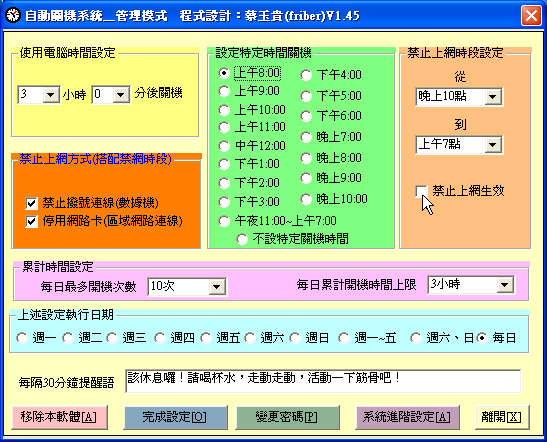 自動關機系統__管理模式　程式設計：蔡玉貴(friber)V1.45
使用電腦時間設定
3 小時 0 分後關機
禁止上網方式(搭配禁網時段)
禁止撥號連線(數據機)
停用網路卡(區域網路連線)
設定特定時間關機
上午8:00
上午9:00
上午10:00
上午11:00
中午12:00
下午1:00
下午2:00
下午3:00
下午4:00
下午5:00
下午6:00
晚上7:00
晚上8:00
晚上9:00
晚上10:00
午夜11:00~上午7:00
不設特定關機時間
禁止上網時段設定
從
晚上10點
到
上午7點
禁止上網生效
累計時間設定
每日最多開機次數 10次 每日累計開機時間上限 3小時
上述設定執行日期
週一 週二 週三 週四 週五 週六 週日 週一~五 週六、日 每日
每隔30分鐘提醒語 該休息囉！請喝杯水，走動走動，活動一下筋骨吧！
移除本軟體[A] 完成設定[O] 變更密碼[P] 系統進階設定[A] 離開[X]